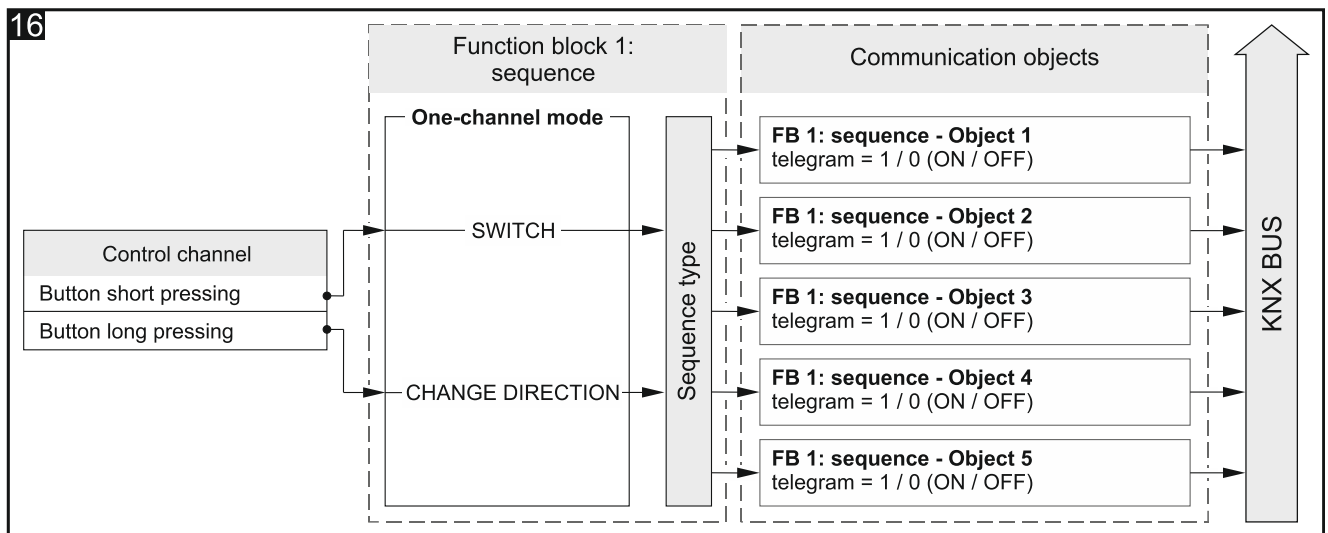 16
Function block 1:
sequence
Communication objects
One-channel mode
FB 1: sequence - Object 1
telegram = 1 / 0 (ON / OFF)
SWITCH
FB 1: sequence - Object 2
telegram = 1 / 0 (ON / OFF)
Control channel
Button short pressing
Button long pressing
Sequence type
FB 1: sequence - Object 3
telegram = 1 / 0 (ON / OFF)
KNX BUS
CHANGE DIRECTION
FB 1: sequence - Object 4
telegram = 1 / 0 (ON / OFF)
FB 1: sequence - Object 5
telegram = 1 / 0 (ON / OFF)